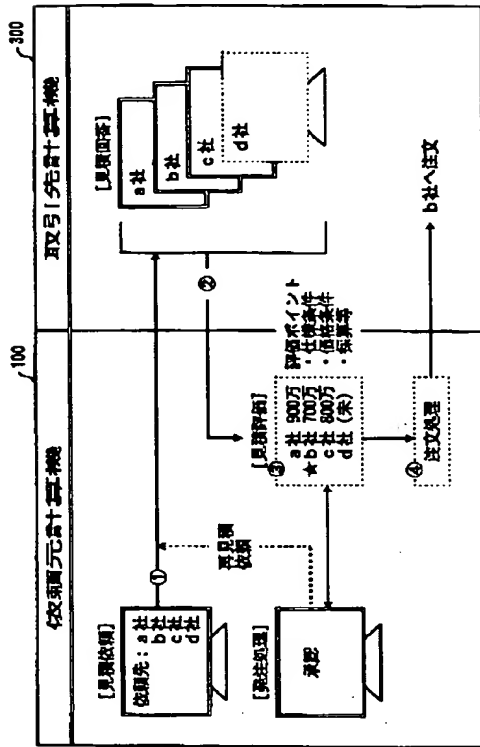 100
300
依頼元計算機
取引先計算機
[見積依頼]
依頼先：a社
b社
c社
d社
①
再見積
依頼
[発注処理]
承認
[見積回答]
a社
b社
c社
d社
②
[見積評価]
③
a社 900万
★b社 700万
c社 800万
d社 (未)
評価ポイント
・仕様条件
・価格条件
・採算等
④
注文処理
b社へ注文